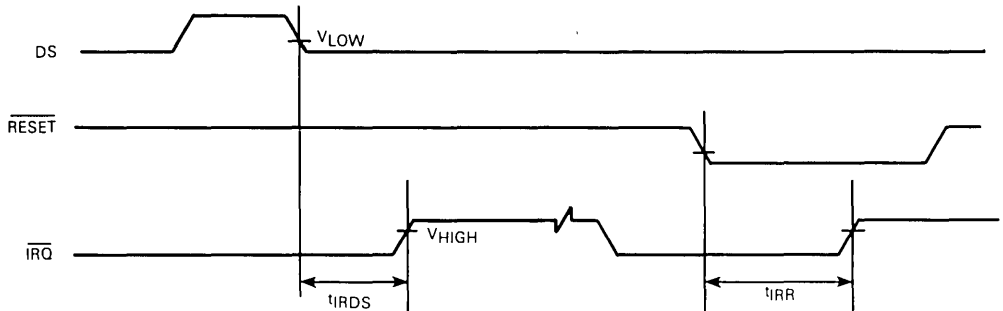 DS
VLOW
RESET
IRQ
VHIGH
tIRDS
tIRR